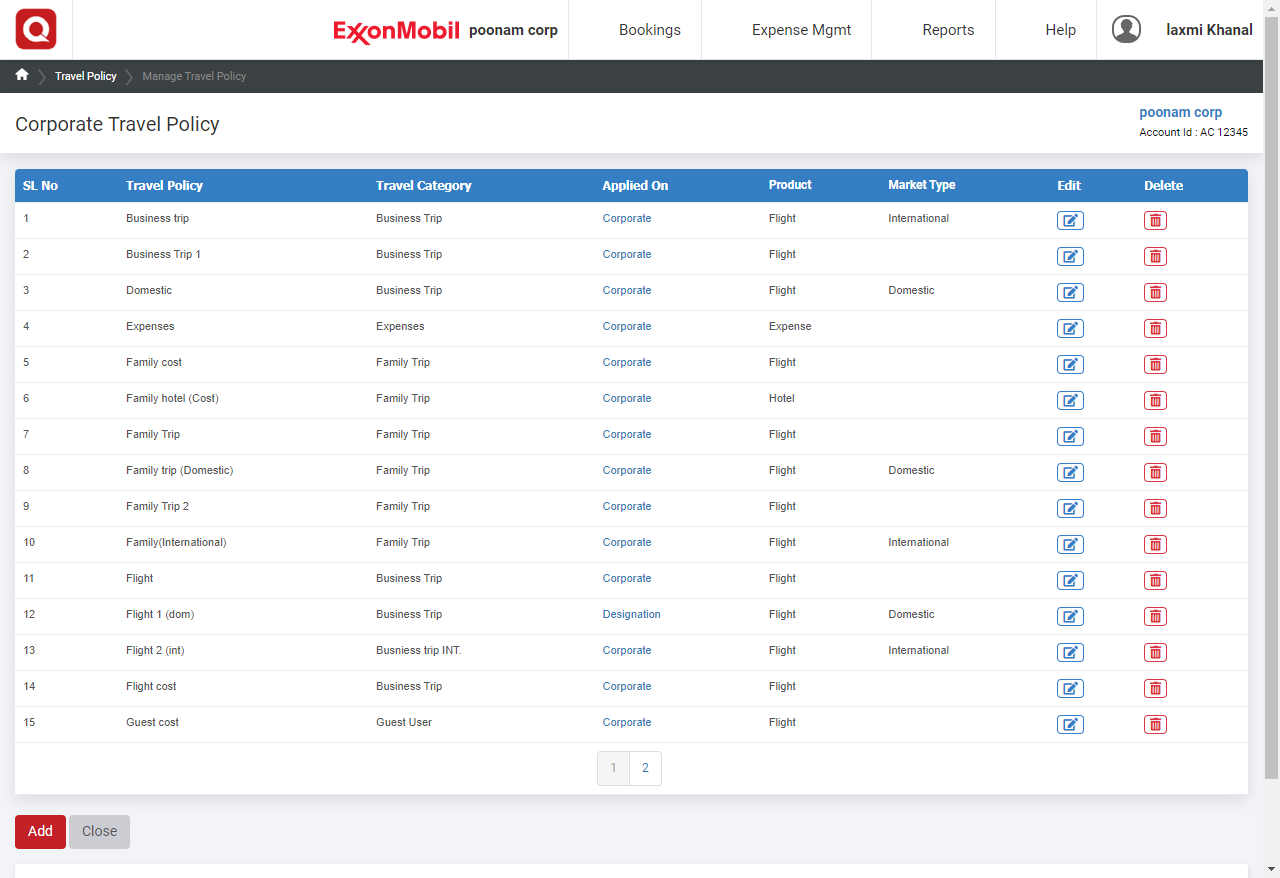 Q ExxonMobil poonam corp Bookings Expense Mgmt Reports Help laxmi Khanal
Travel Policy Manage Travel Policy
Corporate Travel Policy
poonam corp
Account Id : AC 12345
SL No Travel Policy Travel Category Applied On Product Market Type Edit Delete
1 Business trip Business Trip Corporate Flight International
2 Business Trip 1 Business Trip Corporate Flight
3 Domestic Business Trip Corporate Flight Domestic
4 Expenses Expenses Corporate Expense
5 Family cost Family Trip Corporate Flight
6 Family hotel (Cost) Family Trip Corporate Hotel
7 Family Trip Family Trip Corporate Flight
8 Family trip (Domestic) Family Trip Corporate Flight Domestic
9 Family Trip 2 Family Trip Corporate Flight
10 Family(International) Family Trip Corporate Flight International
11 Flight Business Trip Corporate Flight
12 Flight 1 (dom) Business Trip Designation Flight Domestic
13 Flight 2 (int) Busniess trip INT. Corporate Flight International
14 Flight cost Business Trip Corporate Flight
15 Guest cost Guest User Corporate Flight
1 2
Add Close